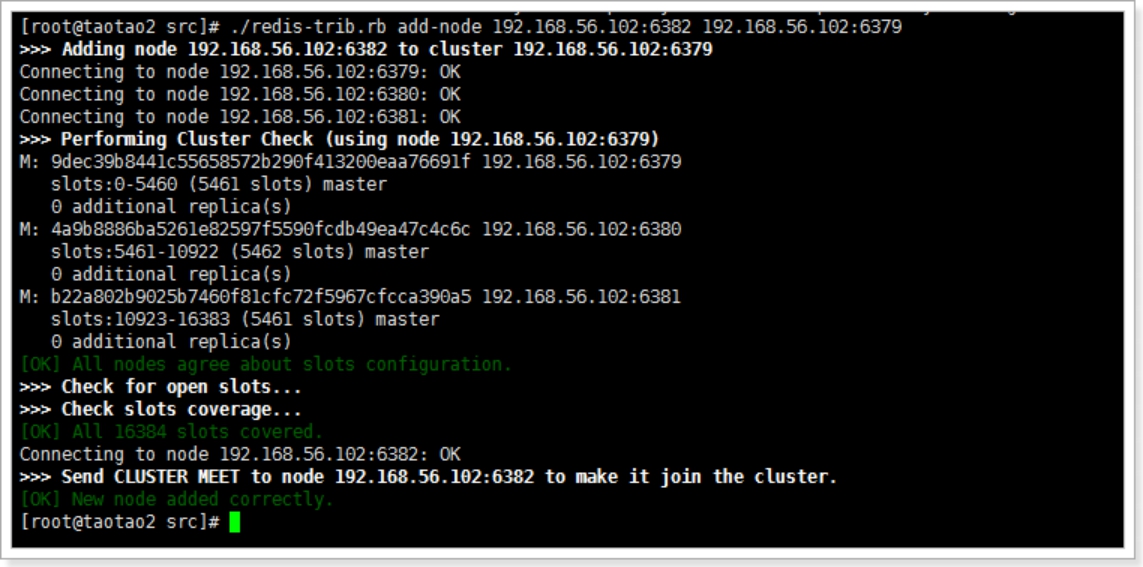 [root@taotao2 src]# ./redis-trib.rb add-node 192.168.56.102:6382 192.168.56.102:6379
>>> Adding node 192.168.56.102:6382 to cluster 192.168.56.102:6379
Connecting to node 192.168.56.102:6379: OK
Connecting to node 192.168.56.102:6380: OK
Connecting to node 192.168.56.102:6381: OK
>>> Performing Cluster Check (using node 192.168.56.102:6379)
M: 9dec39b8441c55658572b290f413200eaa76691f 192.168.56.102:6379
   slots:0-5460 (5461 slots) master
   0 additional replica(s)
M: 4a9b8886ba5261e82597f5590fcdb49ea47c4c6c 192.168.56.102:6380
   slots:5461-10922 (5462 slots) master
   0 additional replica(s)
M: b22a802b9025b7460f81cfc72f5967cfcca390a5 192.168.56.102:6381
   slots:10923-16383 (5461 slots) master
   0 additional replica(s)
[OK] All nodes agree about slots configuration.
>>> Check for open slots...
>>> Check slots coverage...
[OK] All 16384 slots covered.
Connecting to node 192.168.56.102:6382: OK
>>> Send CLUSTER MEET to node 192.168.56.102:6382 to make it join the cluster.
[OK] New node added correctly.
[root@taotao2 src]#